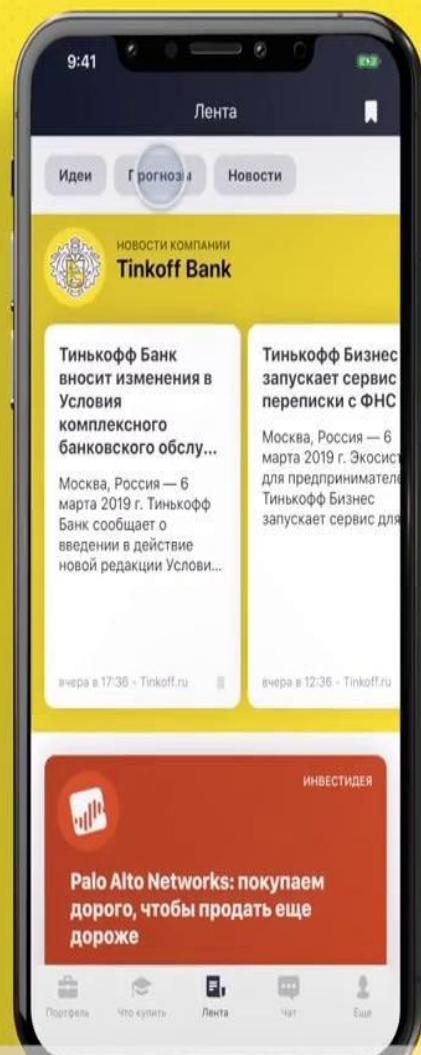 9:41
Лента
Идеи
Прогнозы
Новости
НОВОСТИ КОМПАНИИ
Tinkoff Bank
Тинькофф Банк
вносит изменения в
Условия
комплексного
банковского обслу...
Москва, Россия — 6
марта 2019 г. Тинькофф
Банк сообщает о
введении в действие
новой редакции Услови...
вчера в 17:36 - Tinkoff.ru
Тинькофф Бизнес
запускает сервис
переписки с ФНС
Москва, Россия — 6
марта 2019 г. Экосист
для предпринимателе
Тинькофф Бизнес
запускает сервис для
вчера в 12:36 - Tinkoff.ru
ИНВЕСТИДЕЯ
Palo Alto Networks: покупаем
дорого, чтобы продать еще
дороже
Портфель
Что купить
Лента
Чат
Еще